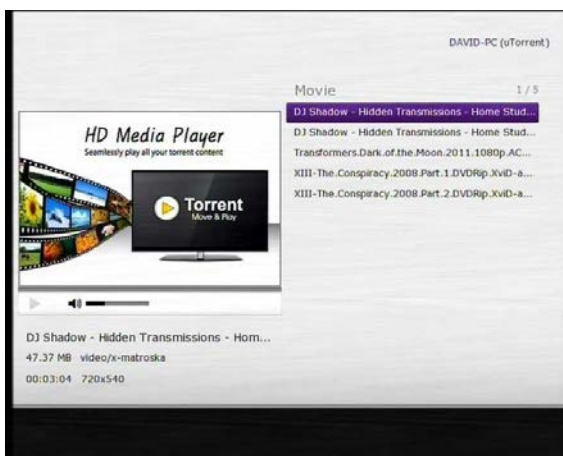 DAVID-PC (uTorrent)
Movie 1 / 5
DJ Shadow - Hidden Transmissions - Home Stud...
DJ Shadow - Hidden Transmissions - Home Stud...
Transformers.Dark.of.the.Moon.2011.1080p.AC...
XIII-The.Conspiracy.2008.Part.1.DVDRip.XviD-a...
XIII-The.Conspiracy.2008.Part.2.DVDRip.XviD-a...
HD Media Player
Seamlessly play all your torrent content
Torrent
Move & Play
DJ Shadow - Hidden Transmissions - Hom...
47.37 MB video/x-matroska
00:03:04 720x540